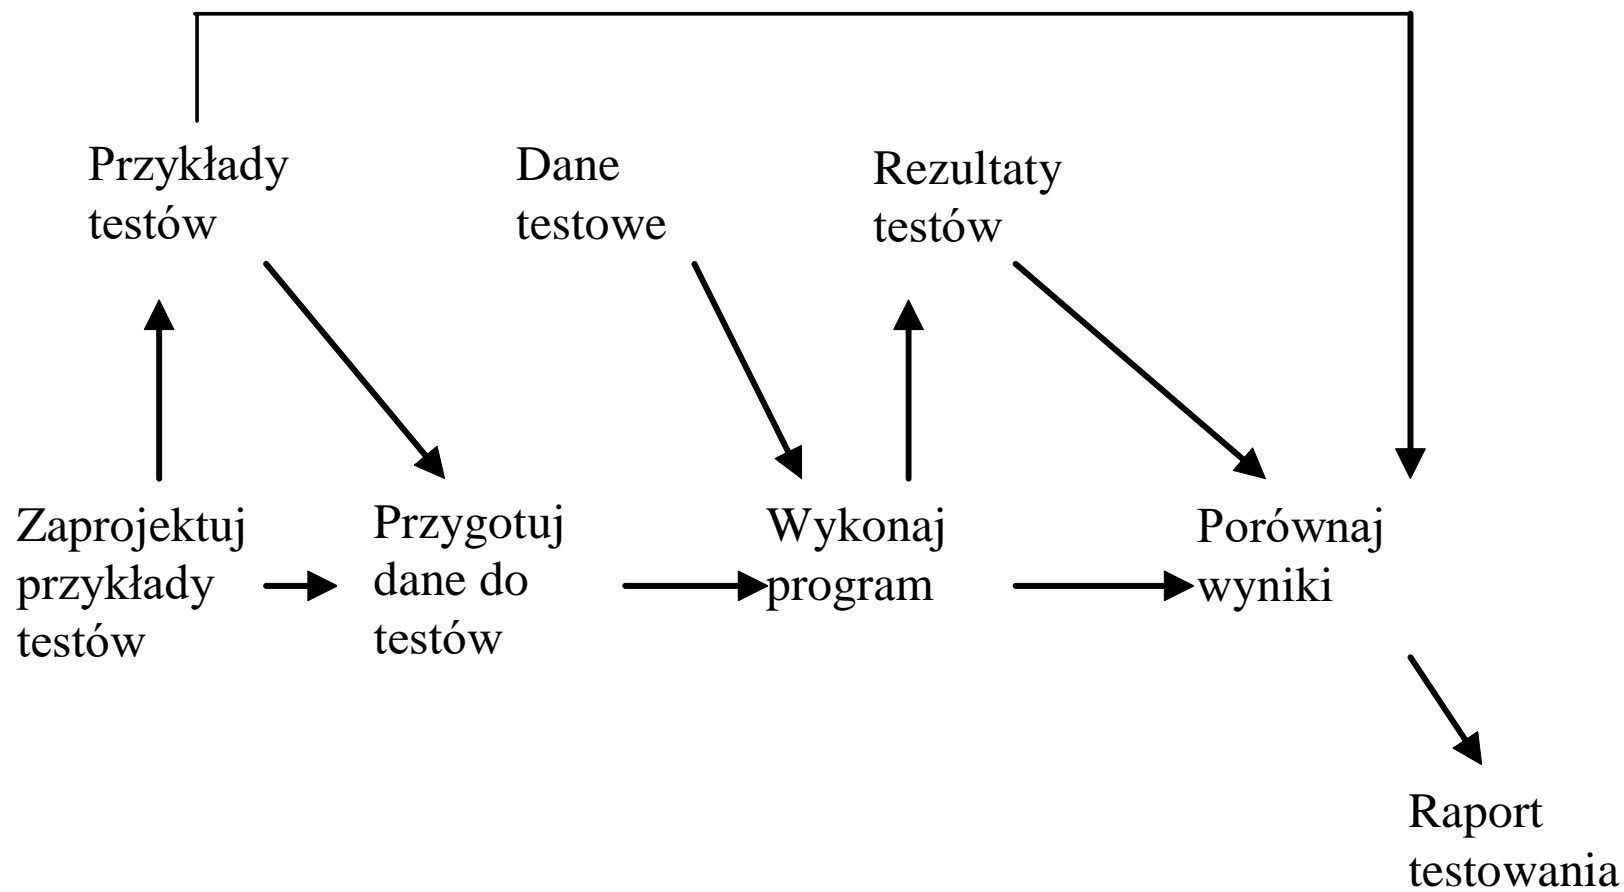 Przykłady
testów
Dane
testowe
Rezultaty
testów
Zaprojektuj
przykłady
testów
Przygotuj
dane do
testów
Wykonaj
program
Porównaj
wyniki
Raport
testowania